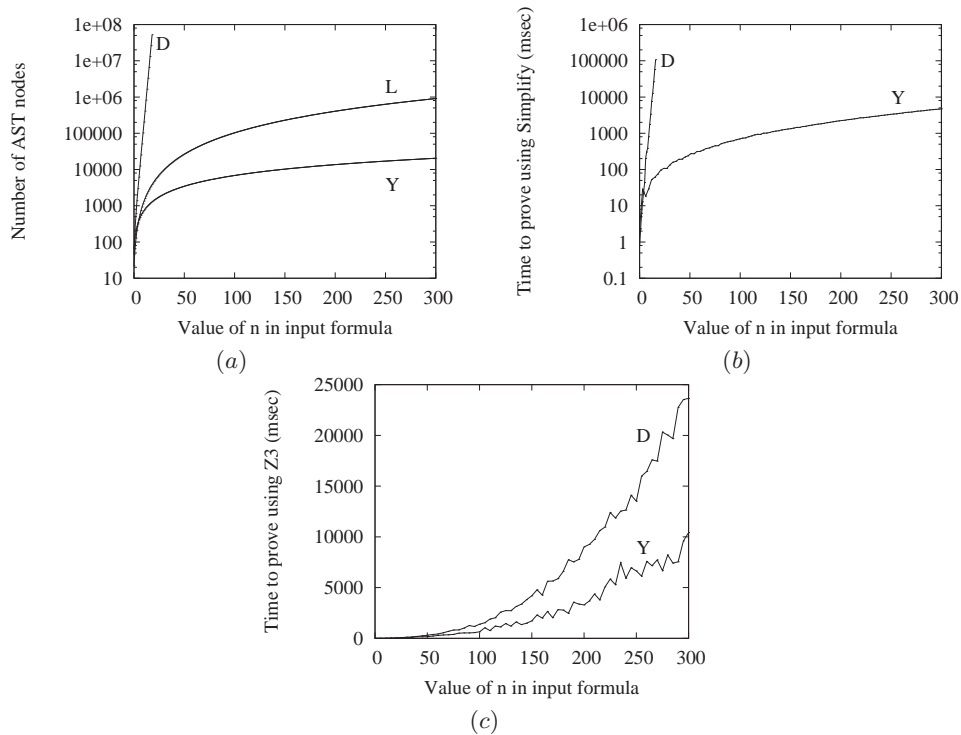 Number of AST nodes
1e+08
1e+07
1e+06
100000
10000
1000
100
10
D
L
Y
0 50 100 150 200 250 300
Value of n in input formula
(a)
Time to prove using Simplify (msec)
1e+06
100000
10000
1000
100
10
1
0.1
D
Y
0 50 100 150 200 250 300
Value of n in input formula
(b)
Time to prove using Z3 (msec)
25000
20000
15000
10000
5000
0
D
Y
0 50 100 150 200 250 300
Value of n in input formula
(c)